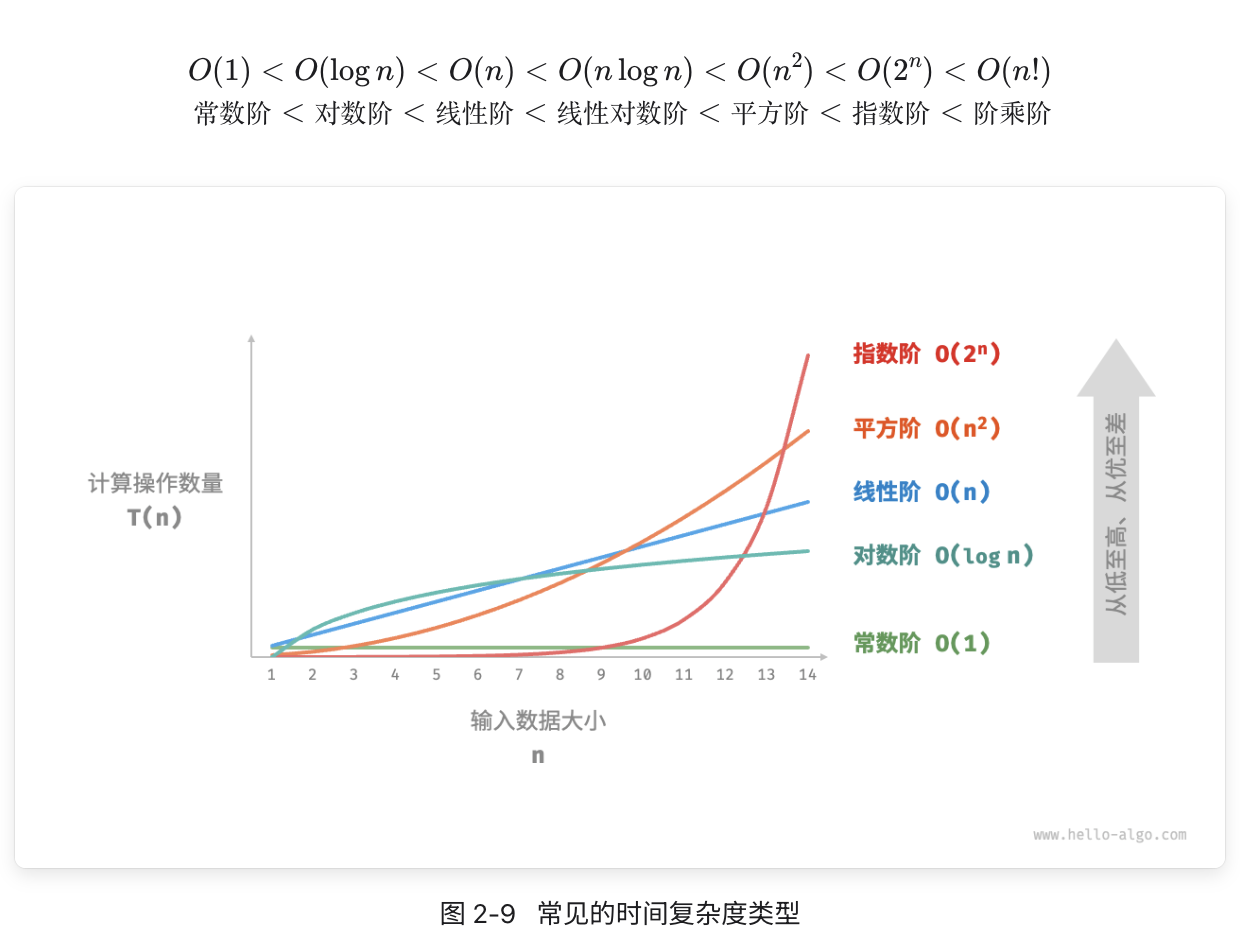 O(1) < O(log n) < O(n) < O(n log n) < O(n²) < O(2ⁿ) < O(n!)
常数阶 < 对数阶 < 线性阶 < 线性对数阶 < 平方阶 < 指数阶 < 阶乘阶
指数阶 O(2ⁿ)
平方阶 O(n²)
线性阶 O(n)
对数阶 O(log n)
常数阶 O(1)
从低至高、从优至差
计算操作数量
T(n)
1 2 3 4 5 6 7 8 9 10 11 12 13 14
输入数据大小
n
www.hello-algo.com
图 2-9 常见的时间复杂度类型